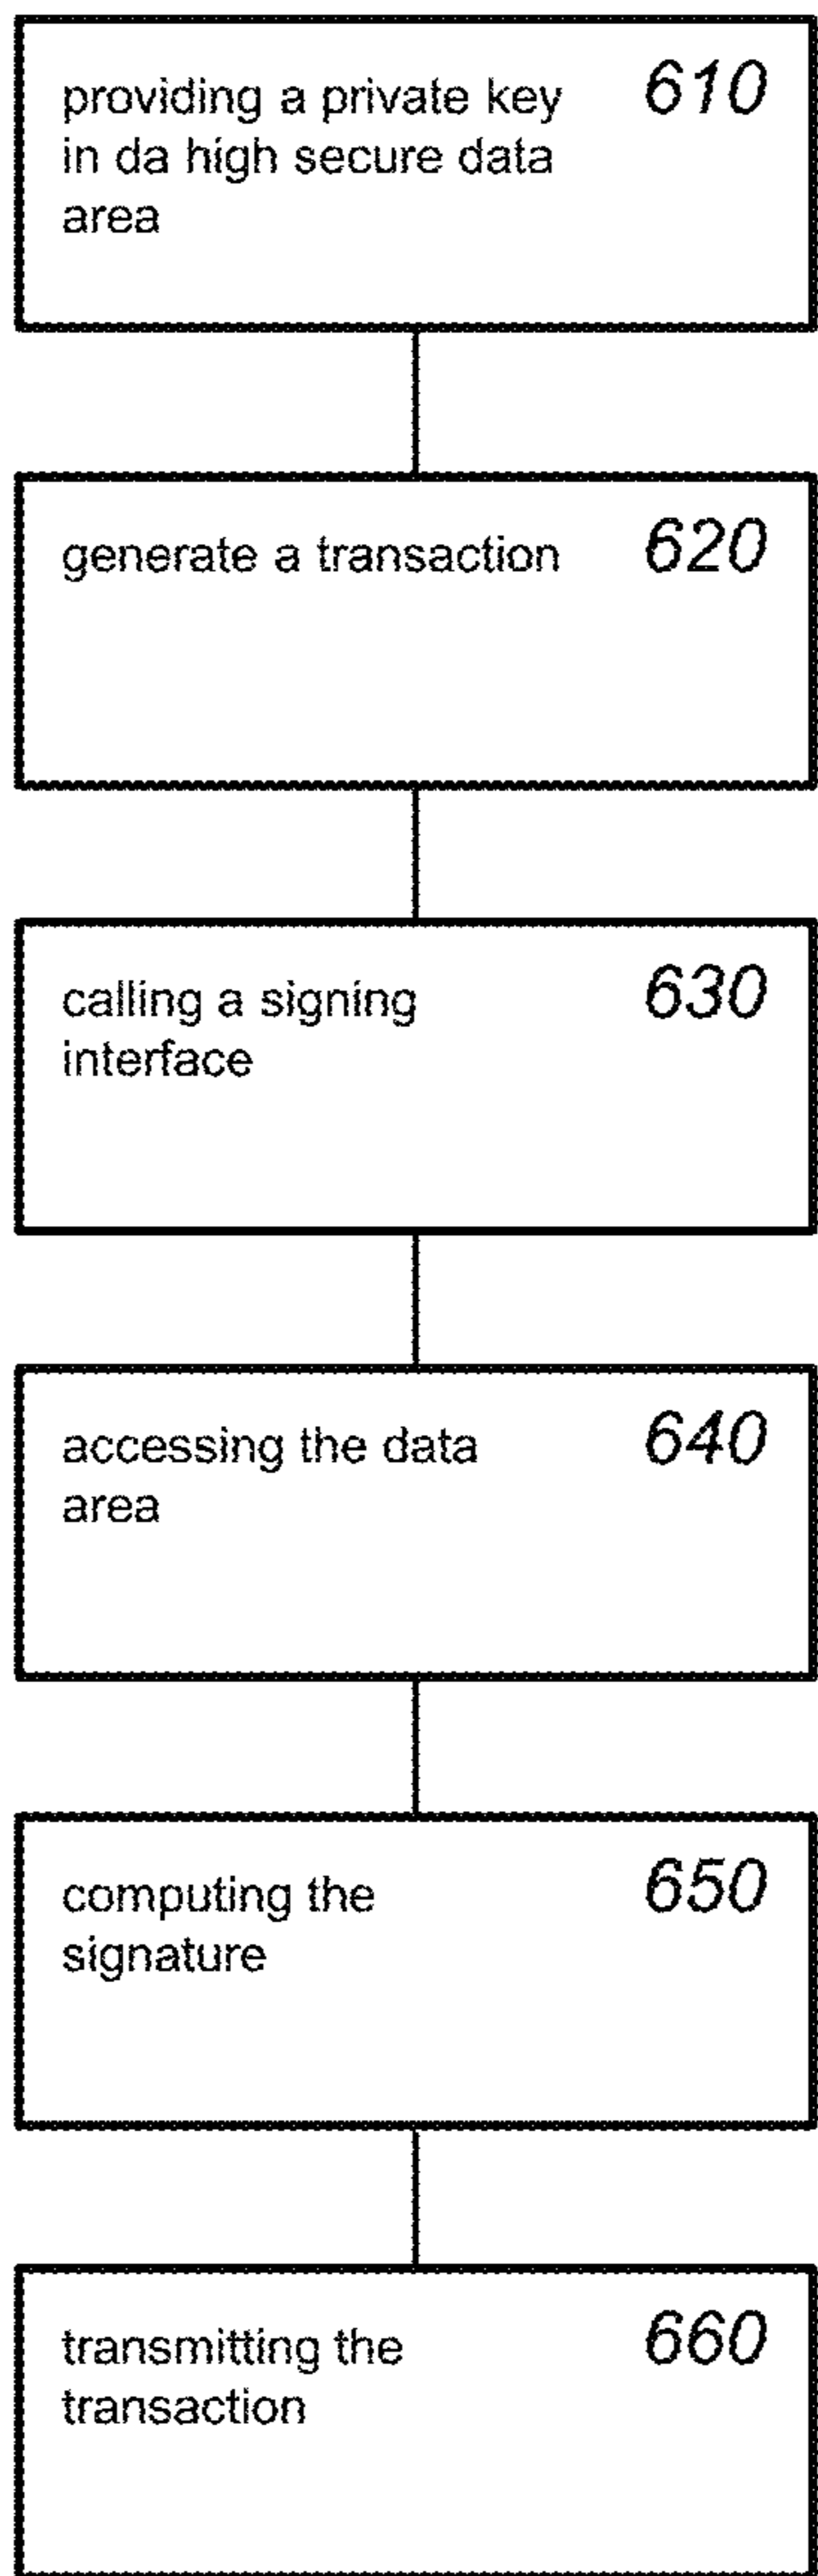 providing a private key 610
in da high secure data
area
generate a transaction 620
calling a signing 630
interface
accessing the data 640
area
computing the 650
signature
transmitting the 660
transaction